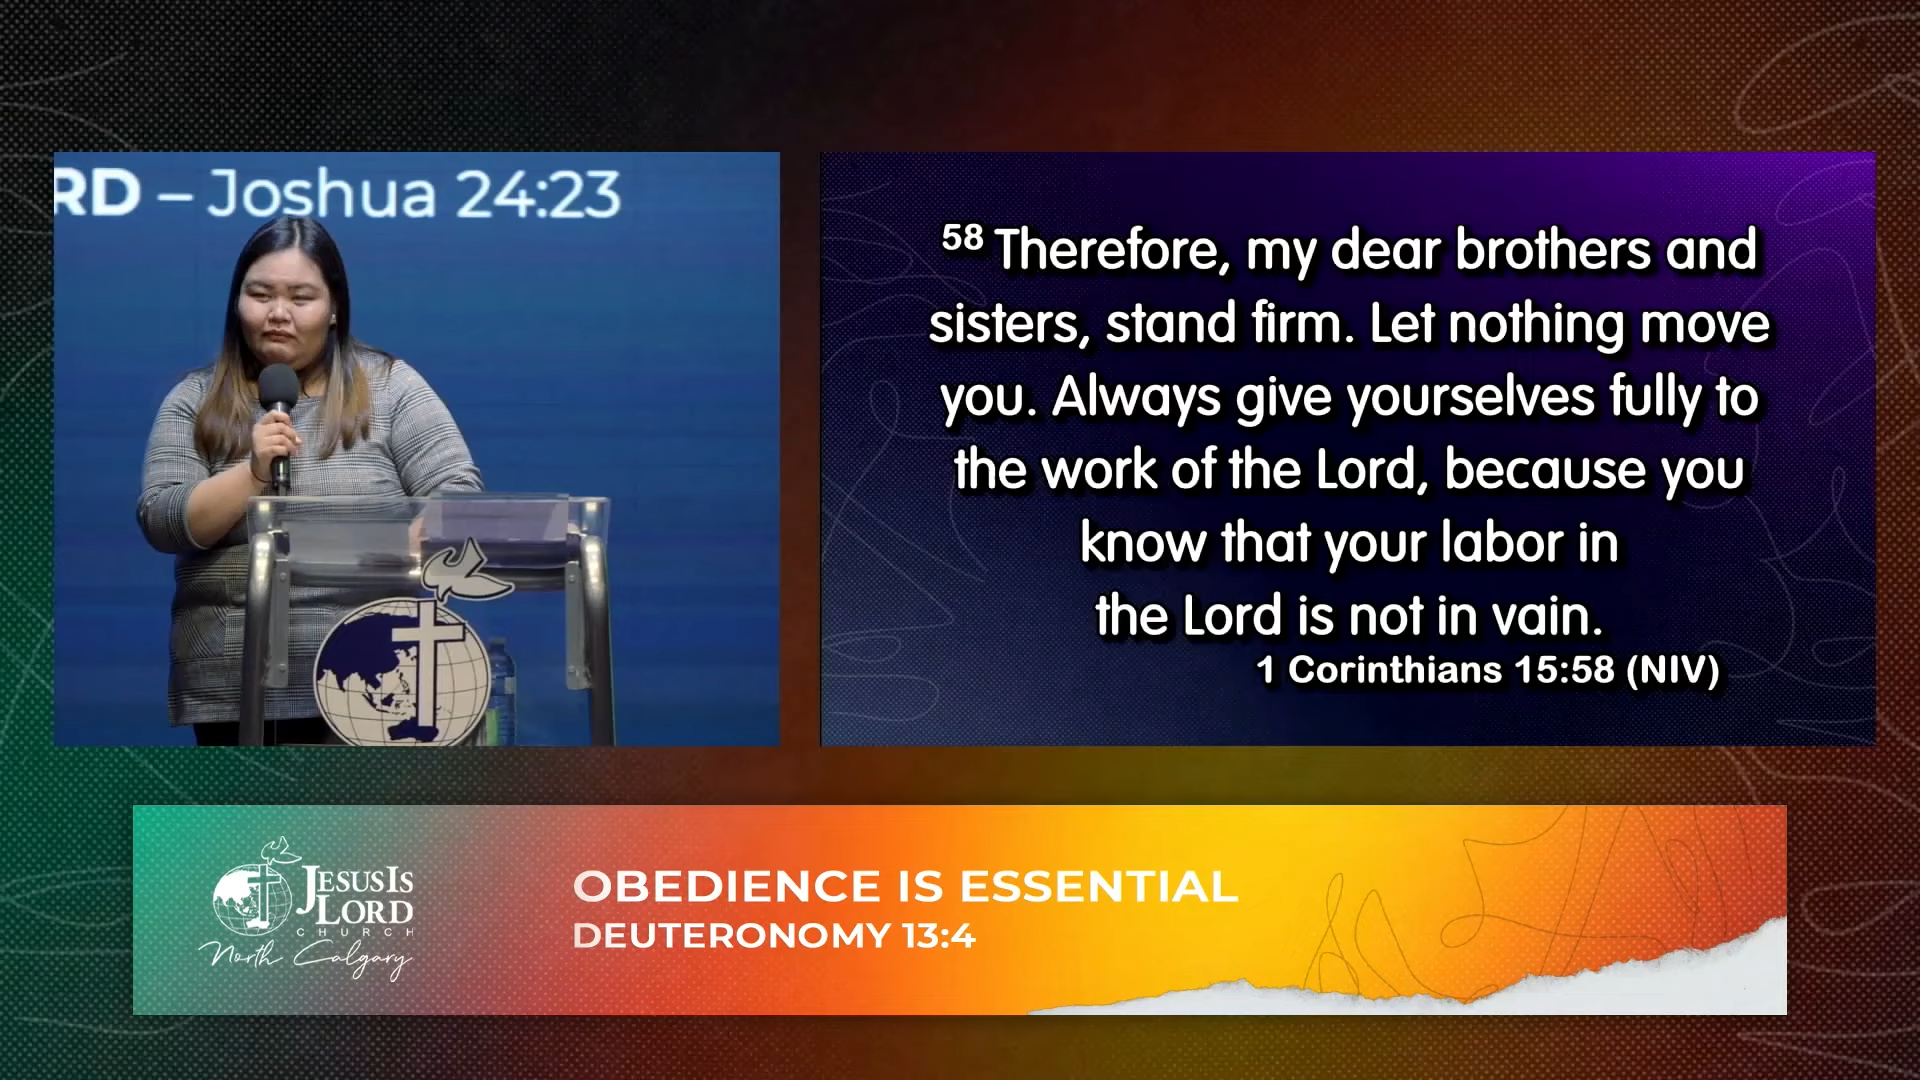 RD – Joshua 24:23
58 Therefore, my dear brothers and
sisters, stand firm. Let nothing move
you. Always give yourselves fully to
the work of the Lord, because you
know that your labor in
the Lord is not in vain.
1 Corinthians 15:58 (NIV)
JESUS IS
LORD
CHURCH
North Calgary
OBEDIENCE IS ESSENTIAL
DEUTERONOMY 13:4